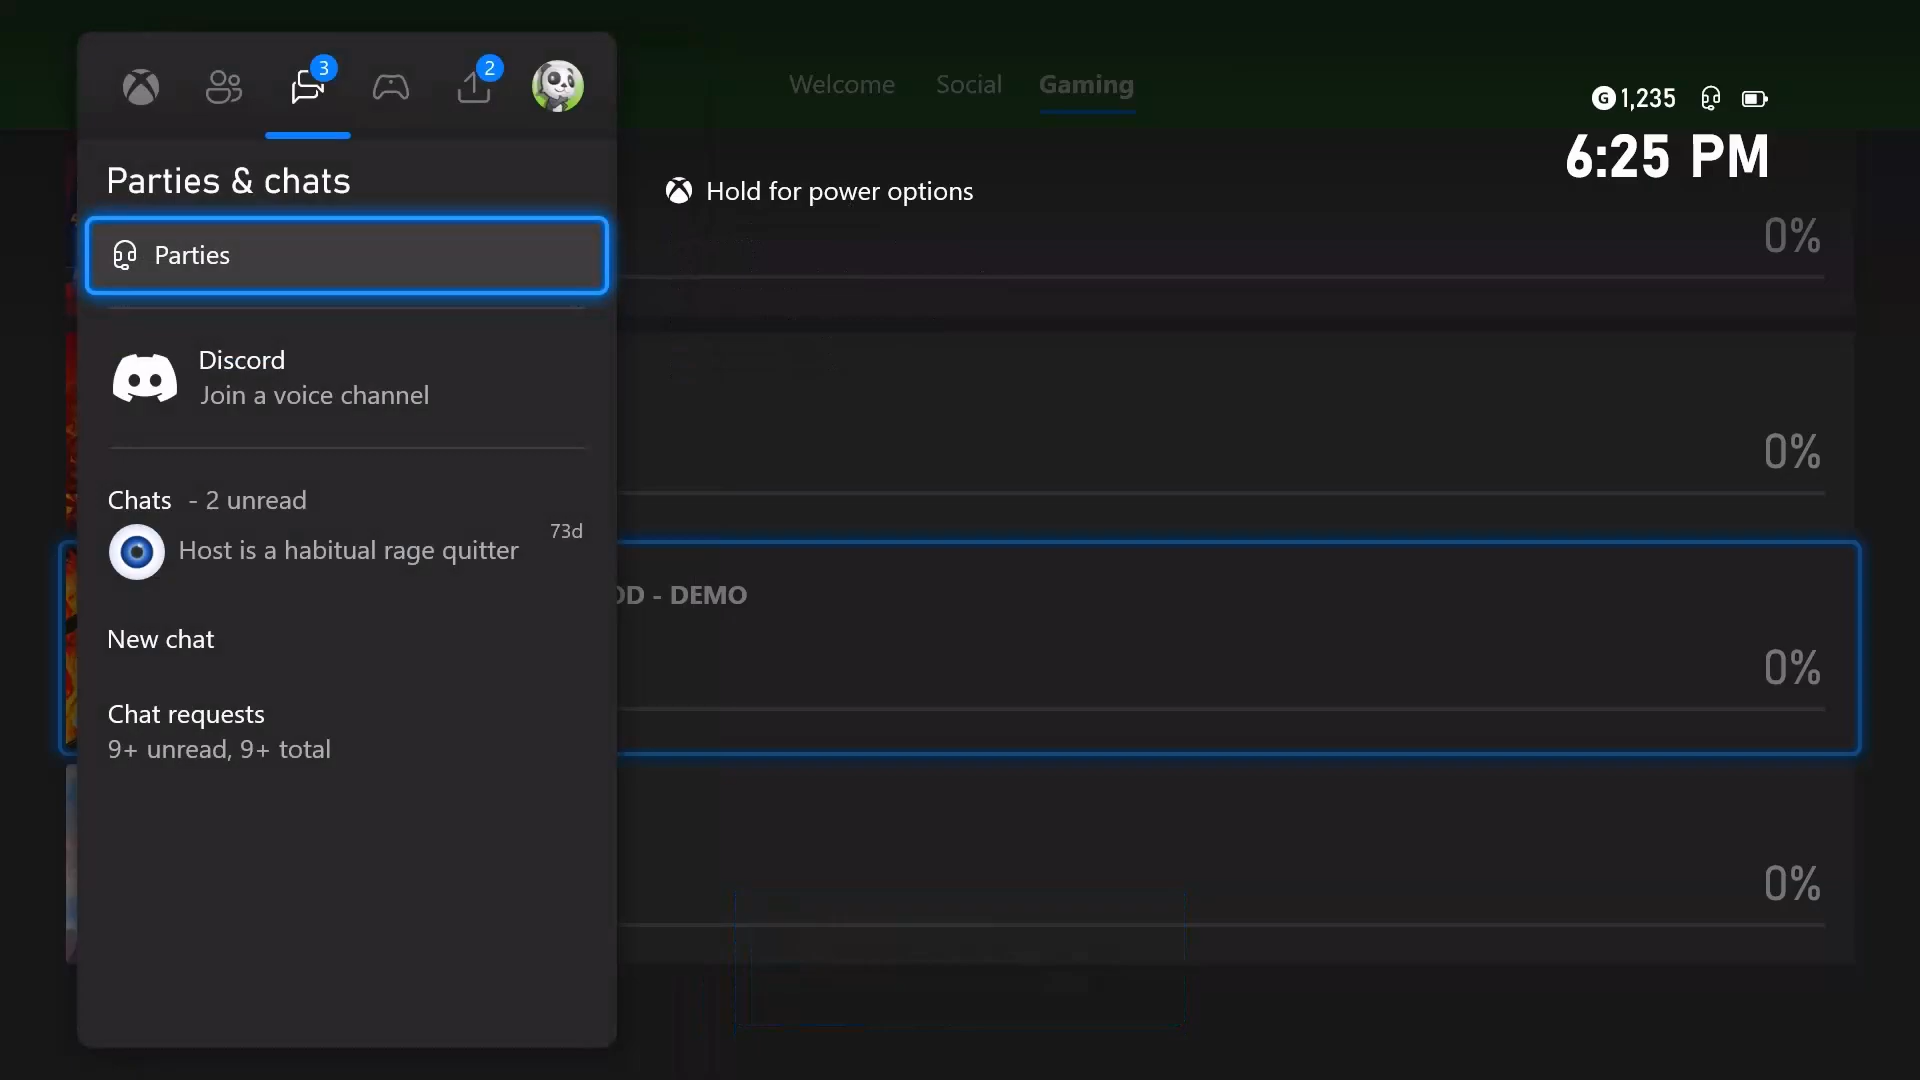 3
2
Welcome
Social
Gaming
G 1,235
6:25 PM
Parties & chats
Hold for power options
Parties
0%
Discord
Join a voice channel
0%
Chats - 2 unread
73d
Host is a habitual rage quitter
DD - DEMO
New chat
0%
Chat requests
9+ unread, 9+ total
0%